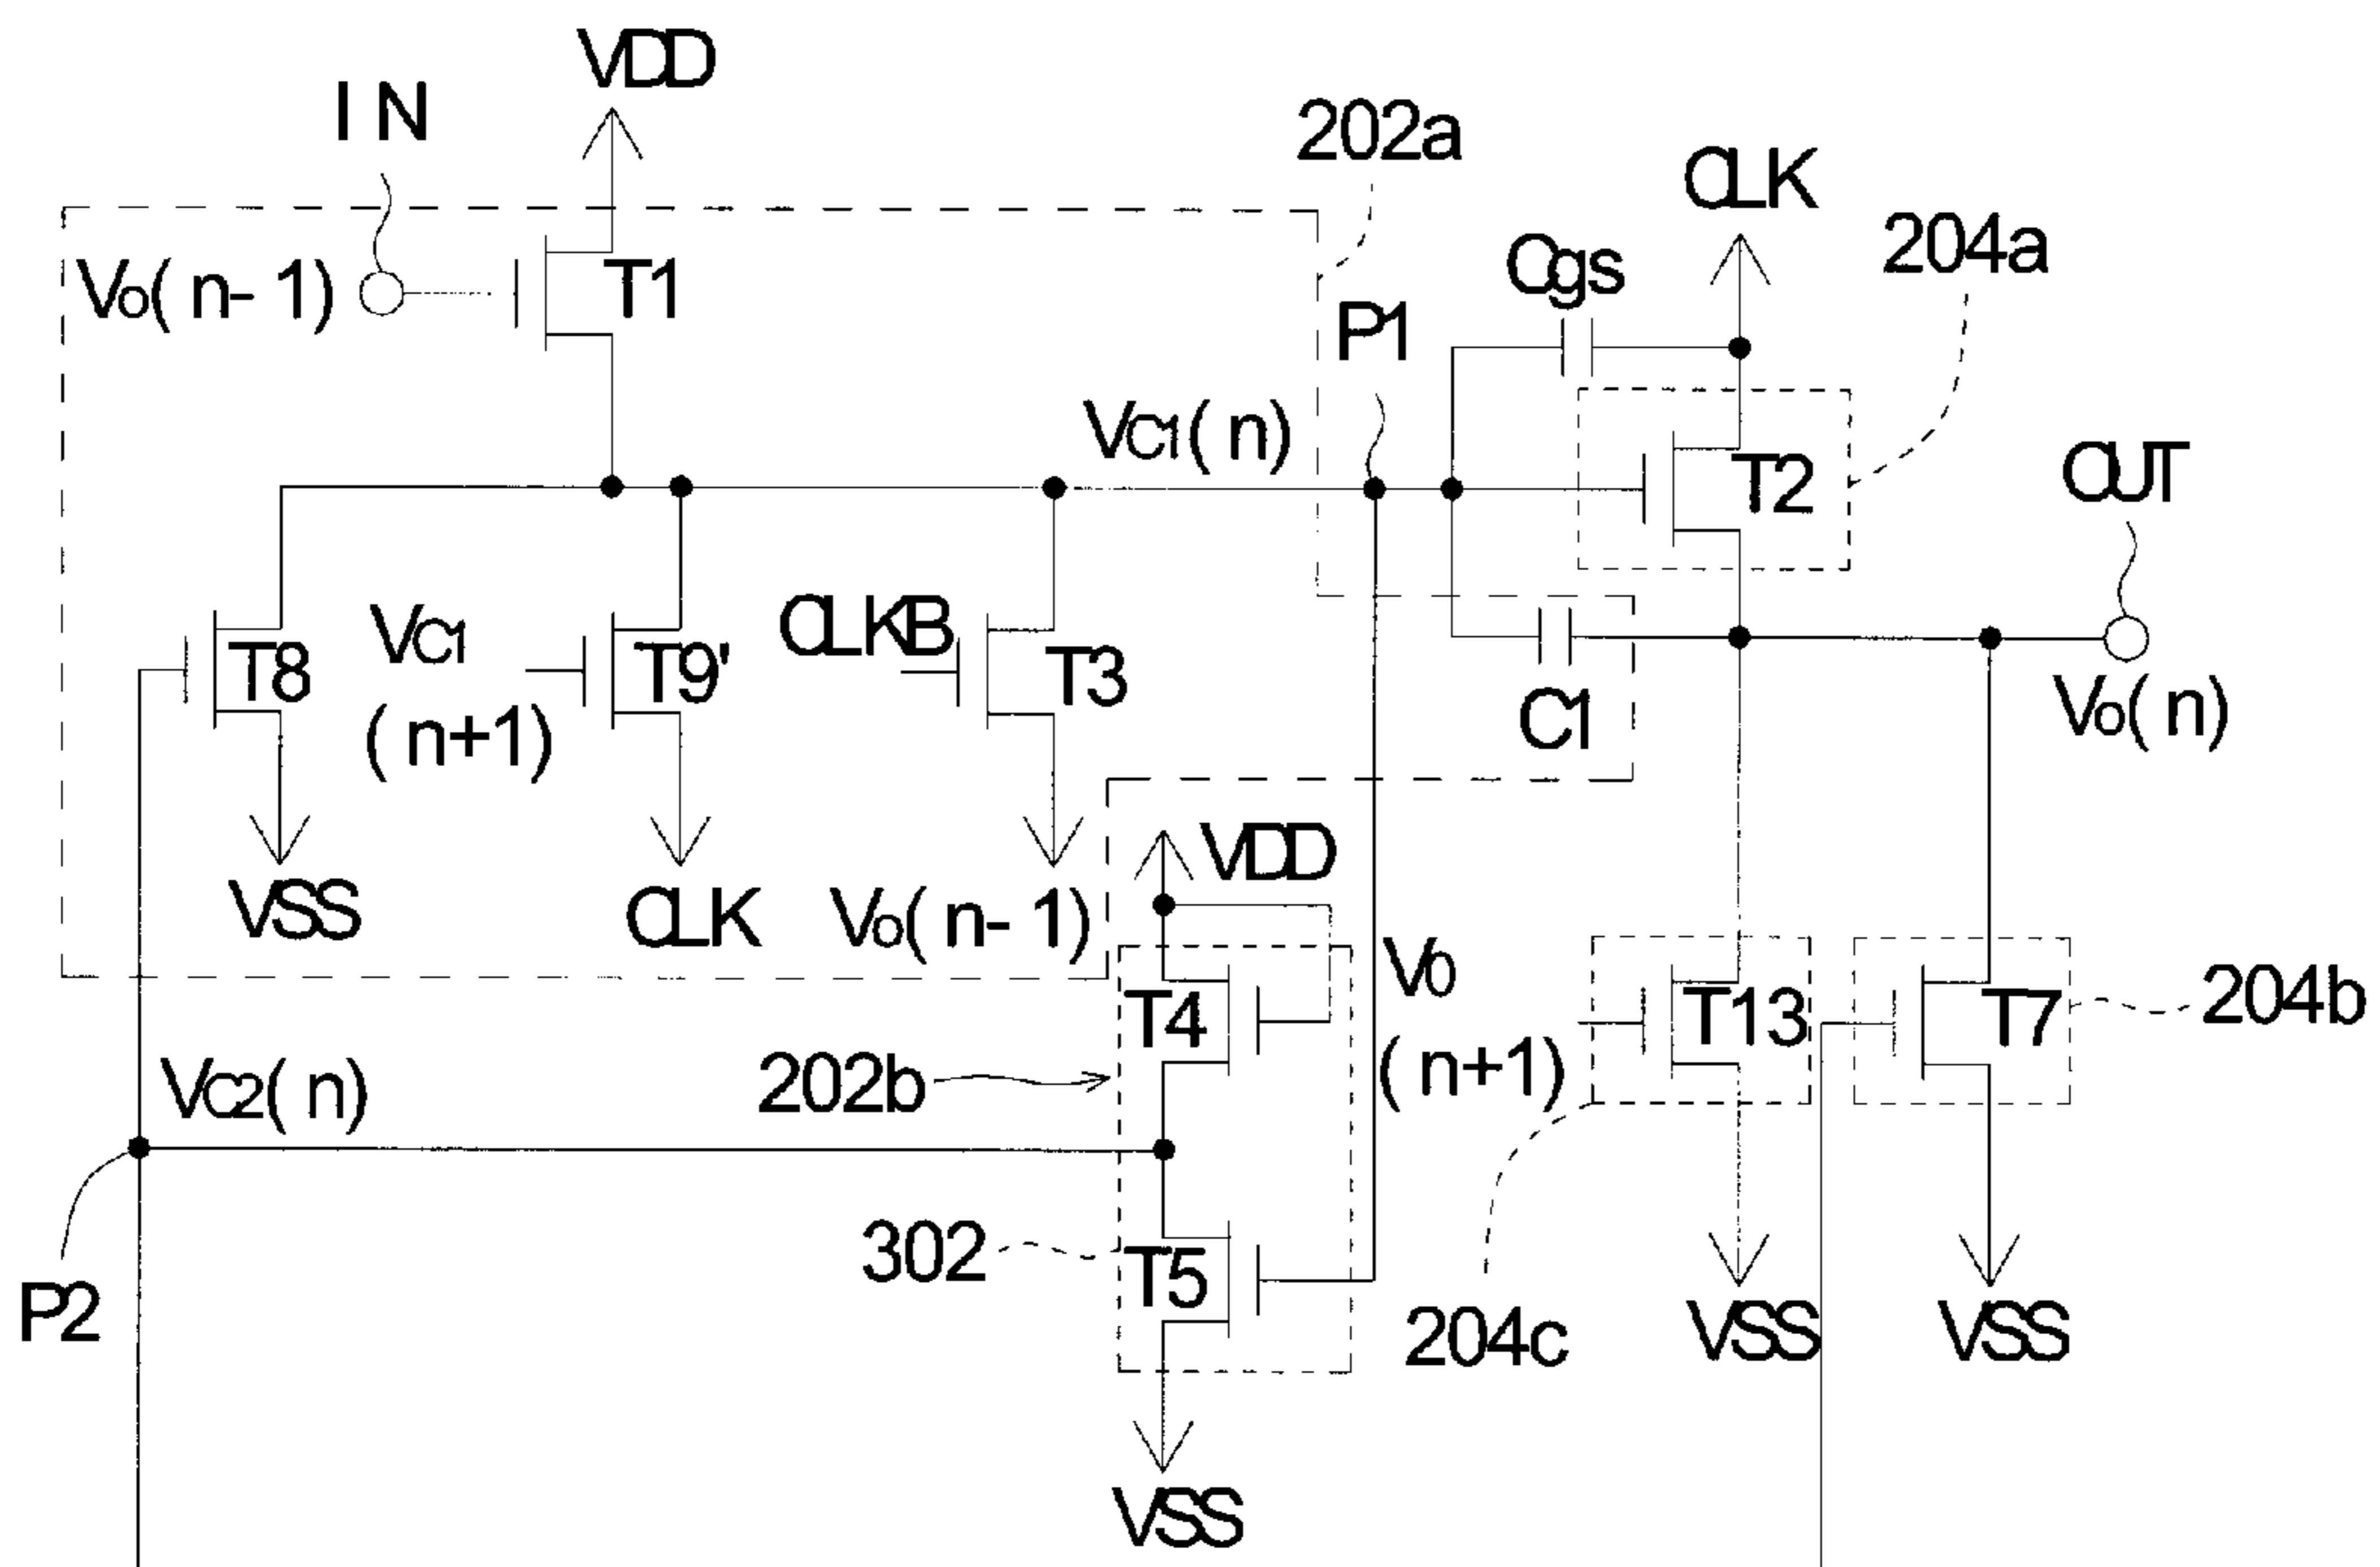 VDD
IN
202a
CLK
204a
Cgs
Vo(n-1)
T1
P1
VC1(n)
T2
OUT
VC1
(n+1)
T8
T9'
CLKB
T3
C1
Vo(n)
VDD
VSS
CLK
Vo(n-1)
Vo
(n+1)
T4
T13
T7
204b
202b
VC2(n)
302
T5
P2
204c
VSS
VSS
VSS